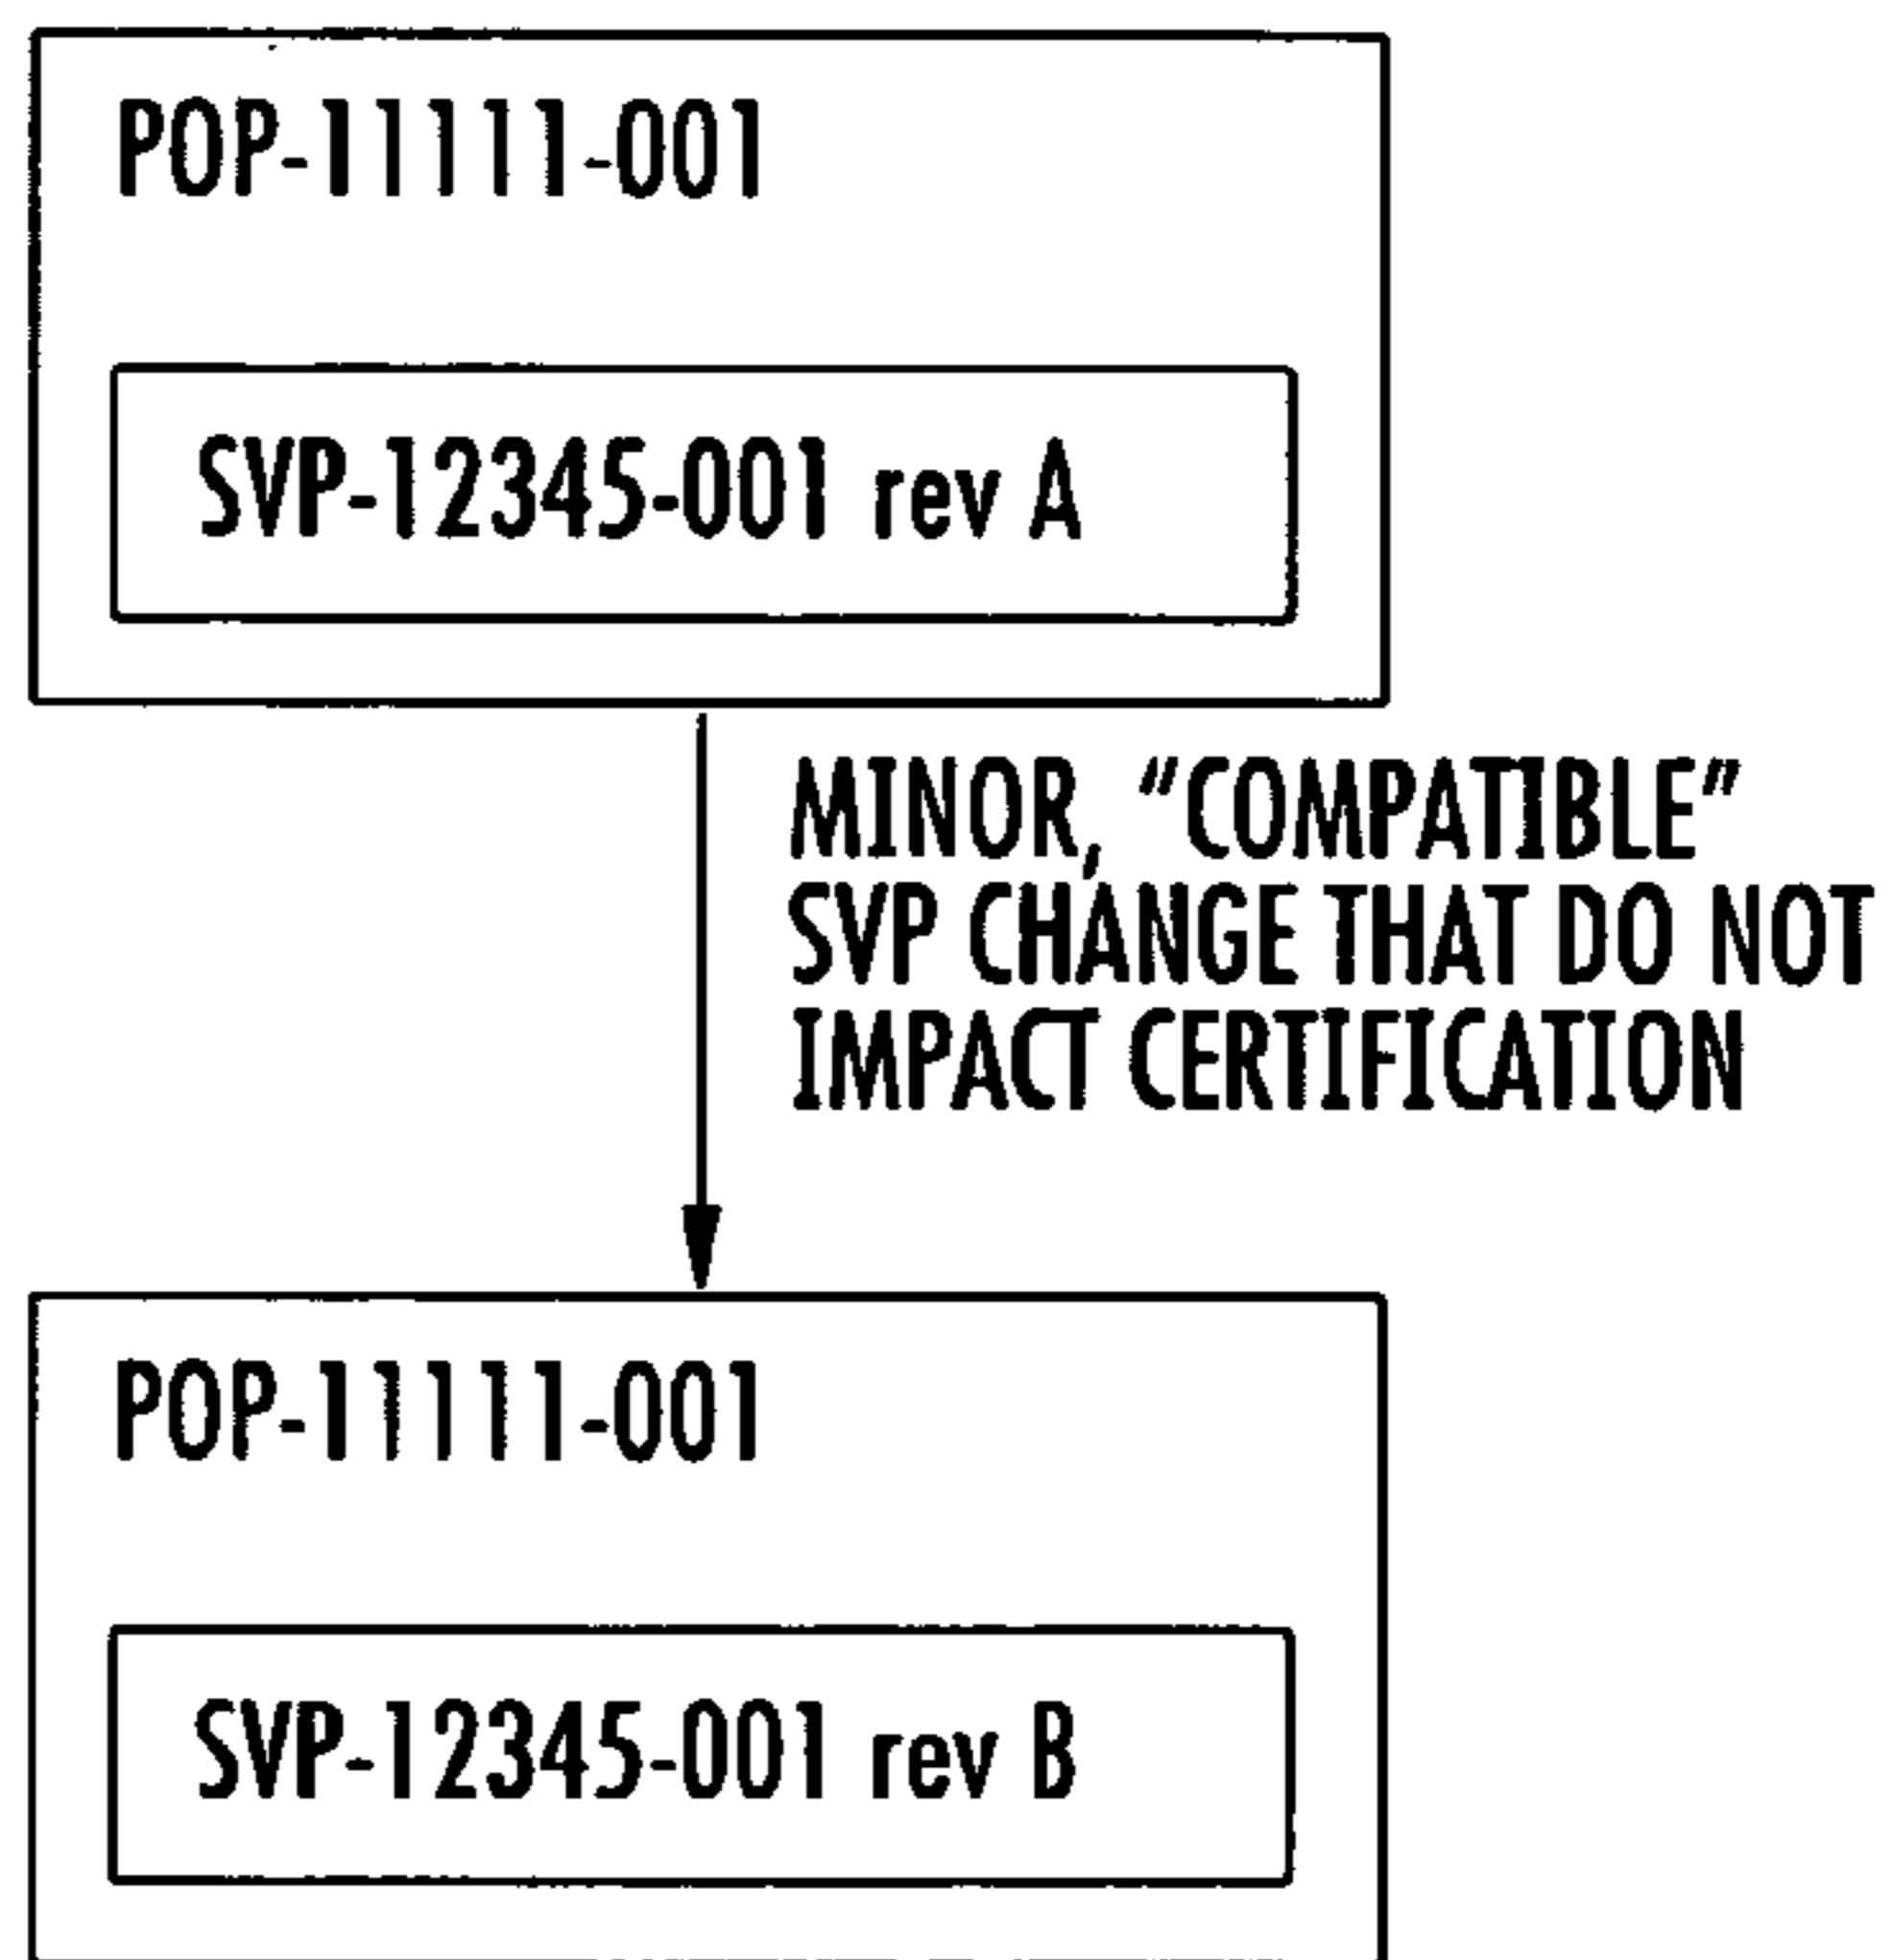 POP-11111-001
SVP-12345-001 rev A
MINOR, “COMPATIBLE”
SVP CHANGE THAT DO NOT
IMPACT CERTIFICATION
POP-11111-001
SVP-12345-001 rev B